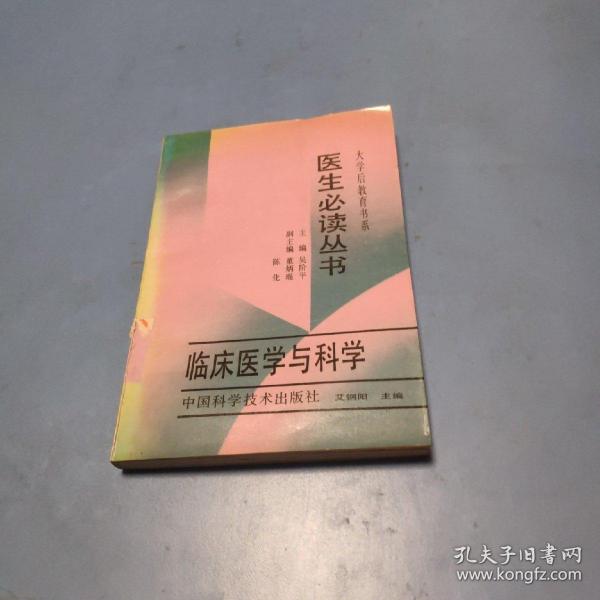 大学后教育书系
医生必读丛书
主编 吴阶平
副主编 董炳琨
陈化
临床医学与科学
中国科学技术出版社 艾钢阳 主编
孔夫子旧书网
www.kongfz.com